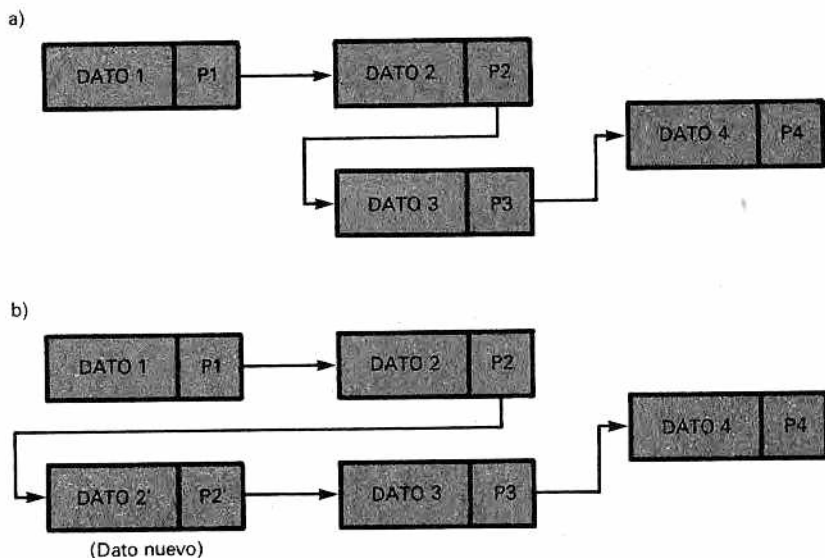 a)
DATO 1 P1 DATO 2 P2
DATO 4 P4
DATO 3 P3
b)
DATO 1 P1 DATO 2 P2
DATO 4 P4
DATO 2' P2' DATO 3 P3
(Dato nuevo)